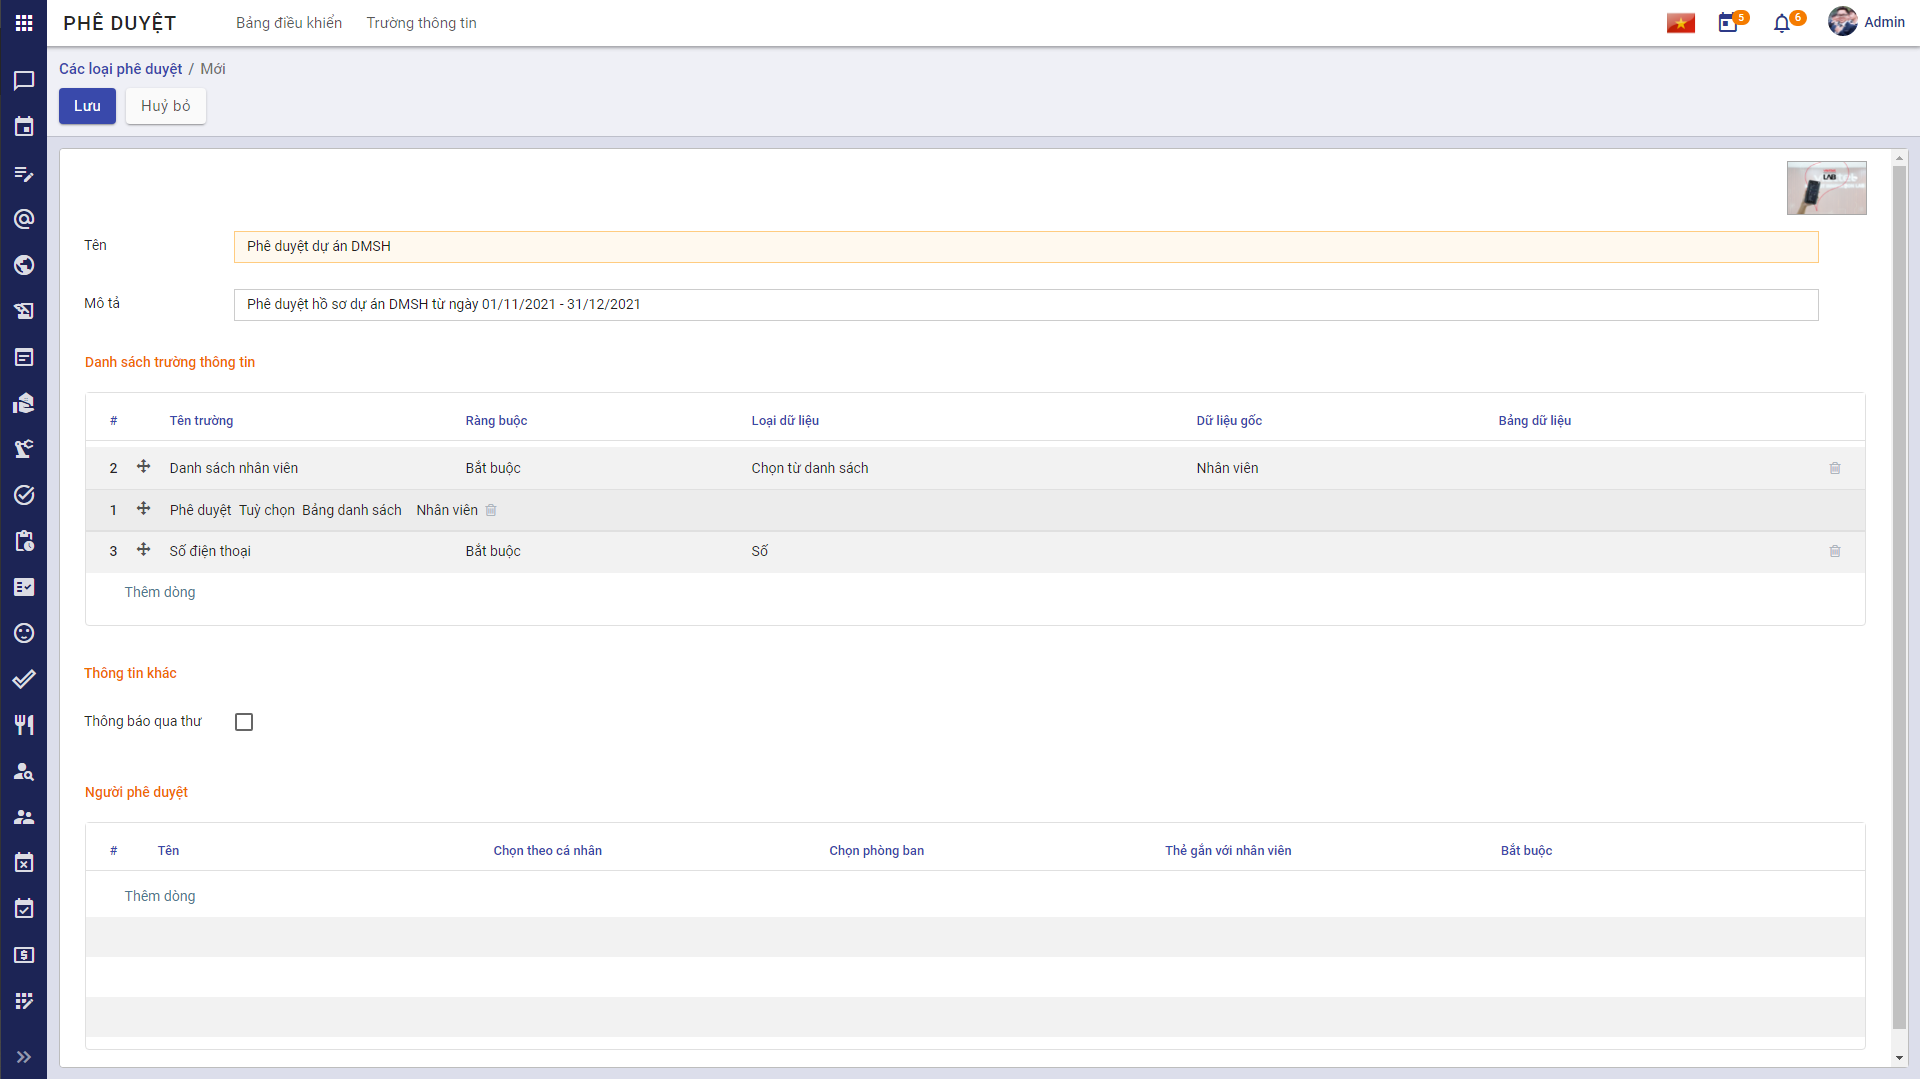 PHÊ DUYỆT
Bảng điều khiển
Trường thông tin
5
6
Admin
Các loại phê duyệt / Mới
Lưu
Huỷ bỏ
LAB
Tên
Phê duyệt dự án DMSH
Mô tả
Phê duyệt hồ sơ dự án DMSH từ ngày 01/11/2021 - 31/12/2021
Danh sách trường thông tin
# Tên trường Ràng buộc Loại dữ liệu Dữ liệu gốc Bảng dữ liệu
2 Danh sách nhân viên Bắt buộc Chọn từ danh sách Nhân viên
1 Phê duyệt Tuỳ chọn Bảng danh sách Nhân viên
3 Số điện thoại Bắt buộc Số
Thêm dòng
Thông tin khác
Thông báo qua thư
Người phê duyệt
# Tên Chọn theo cá nhân Chọn phòng ban Thẻ gắn với nhân viên Bắt buộc
Thêm dòng